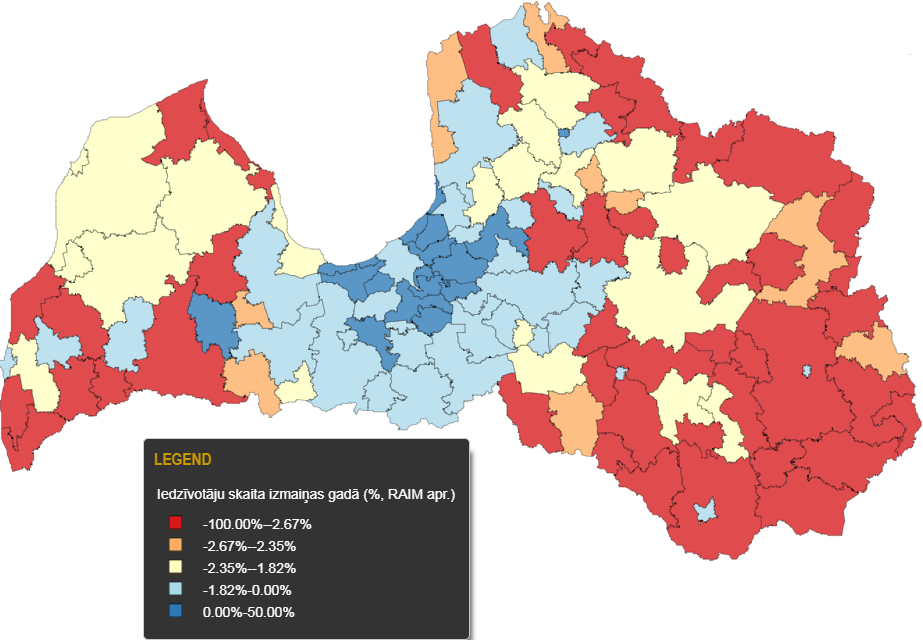 LEGEND
Iedzīvotāju skaita izmaiņas gadā (%, RAIM apr.)
-100.00%--2.67%
-2.67%--2.35%
-2.35%--1.82%
-1.82%-0.00%
0.00%-50.00%